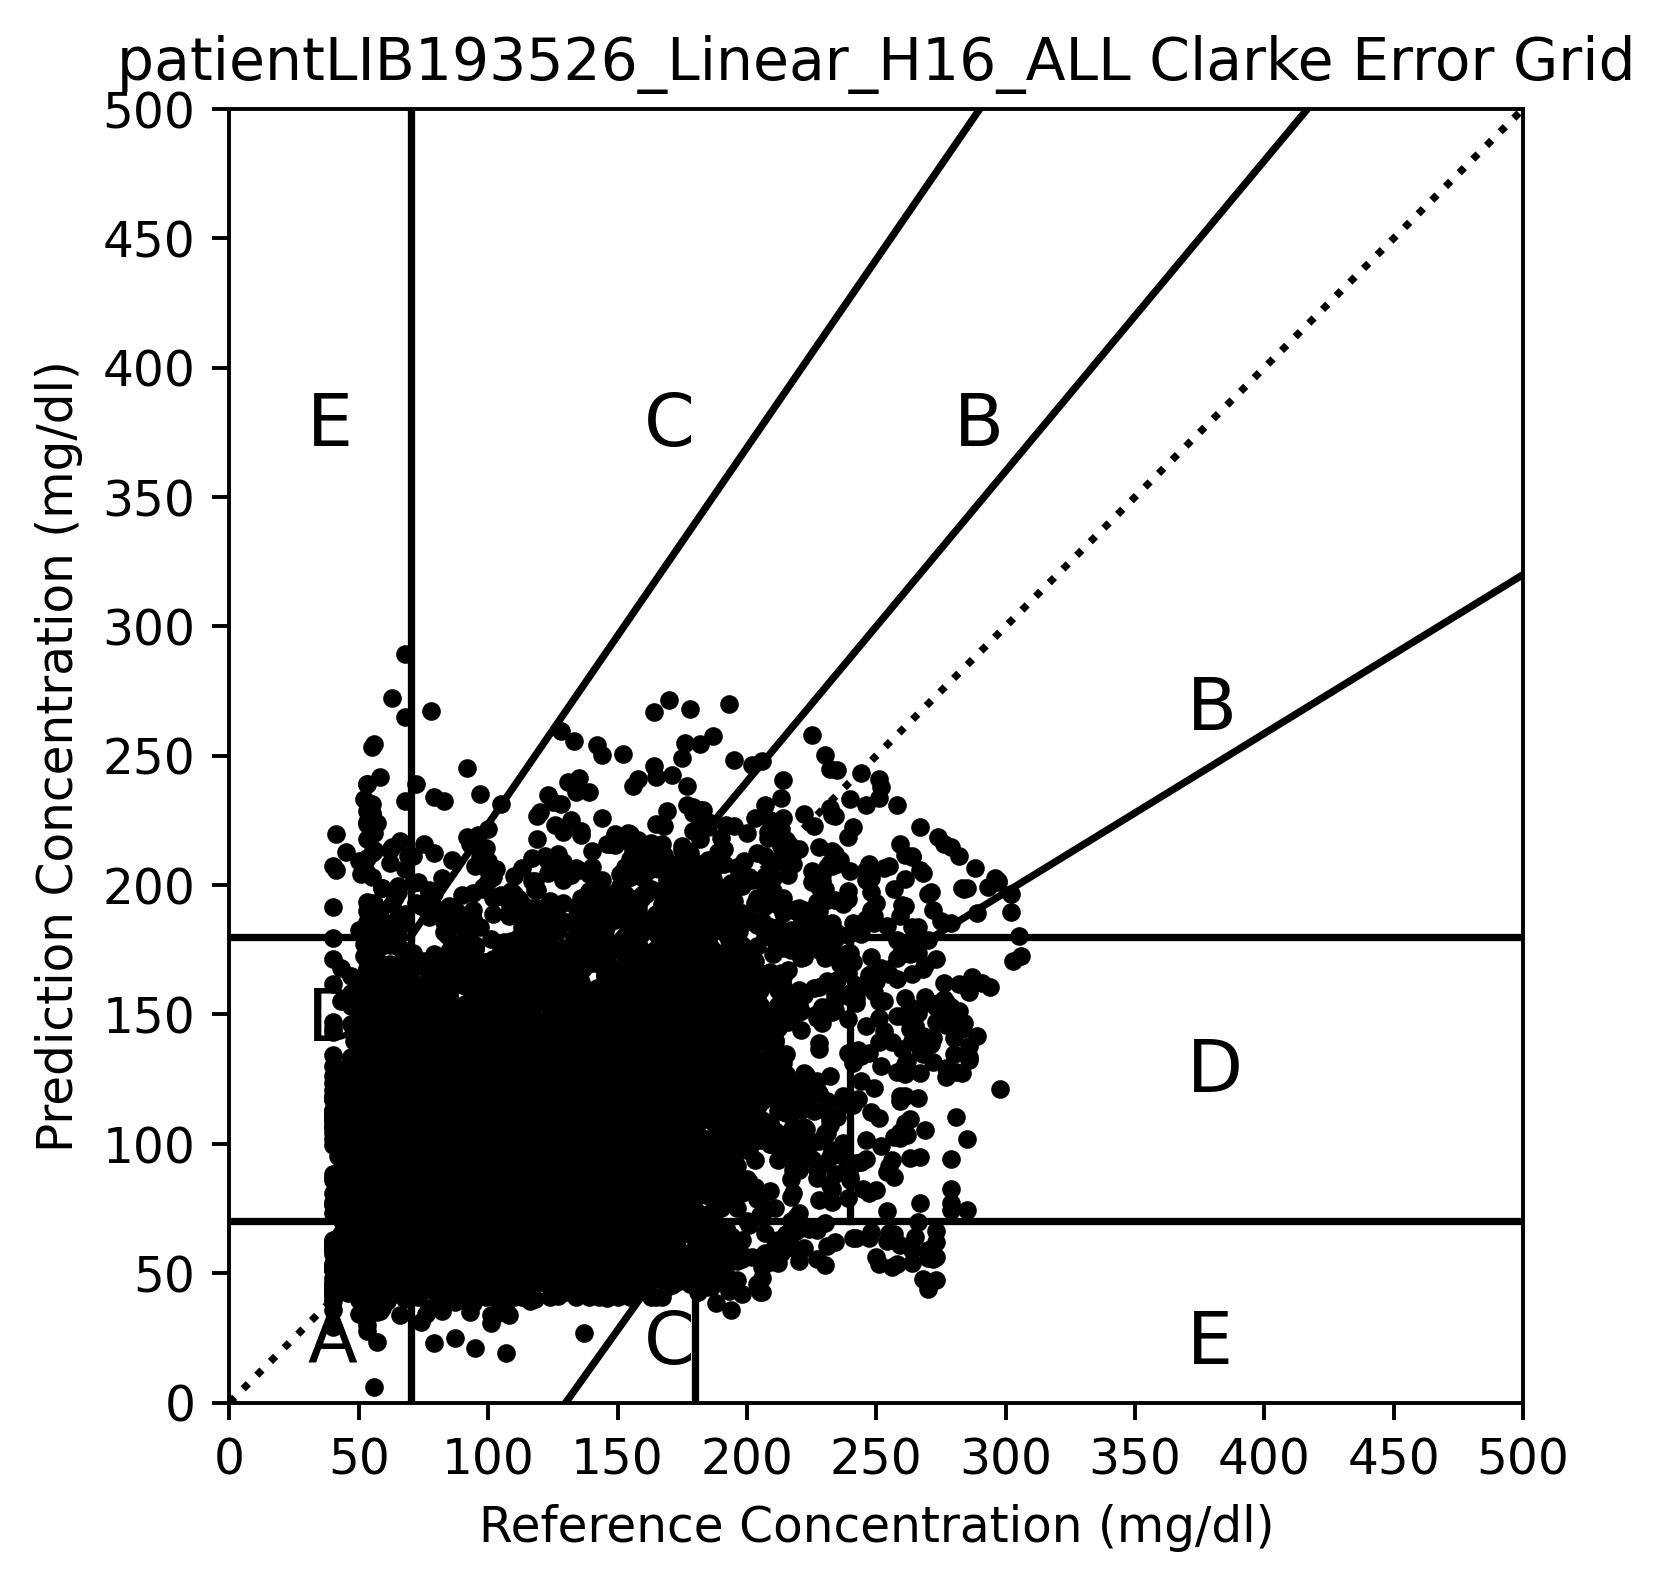 patientLIB193526_Linear_H16_ALL Clarke Error Grid
500
450
400
350
300
250
200
150
100
50
0
Prediction Concentration (mg/dl)
E
C
B
B
D
D
A
C
E
0 50 100 150 200 250 300 350 400 450 500
Reference Concentration (mg/dl)